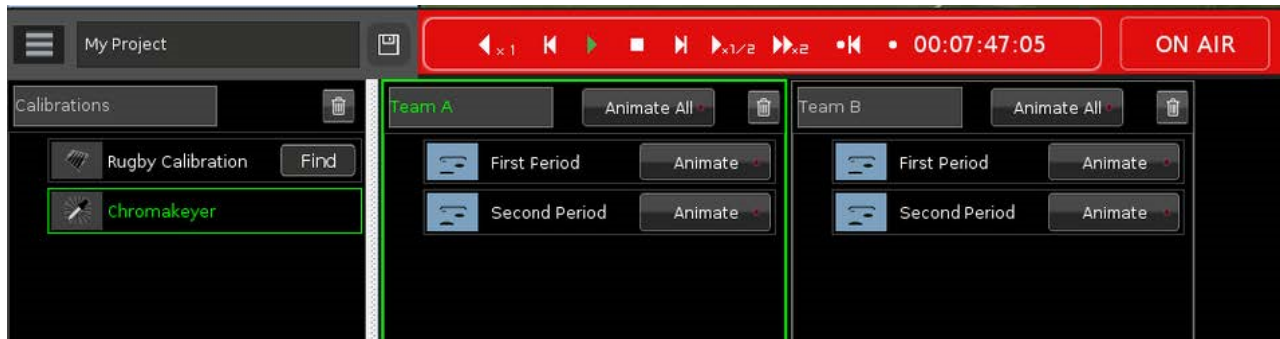 My Project
x 1 x1/2 x2 00:07:47:05 ON AIR
Calibrations
Rugby Calibration Find
Chromakeyer
Team A Animate All
First Period Animate
Second Period Animate
Team B Animate All
First Period Animate
Second Period Animate